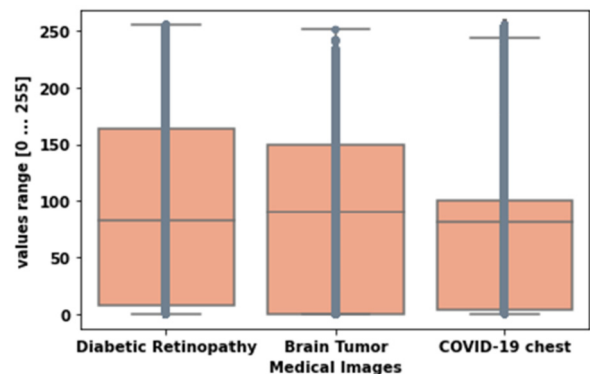 values range [0 ... 255]
250
200
150
100
50
0
Diabetic Retinopathy
Brain Tumor
COVID-19 chest
Medical Images